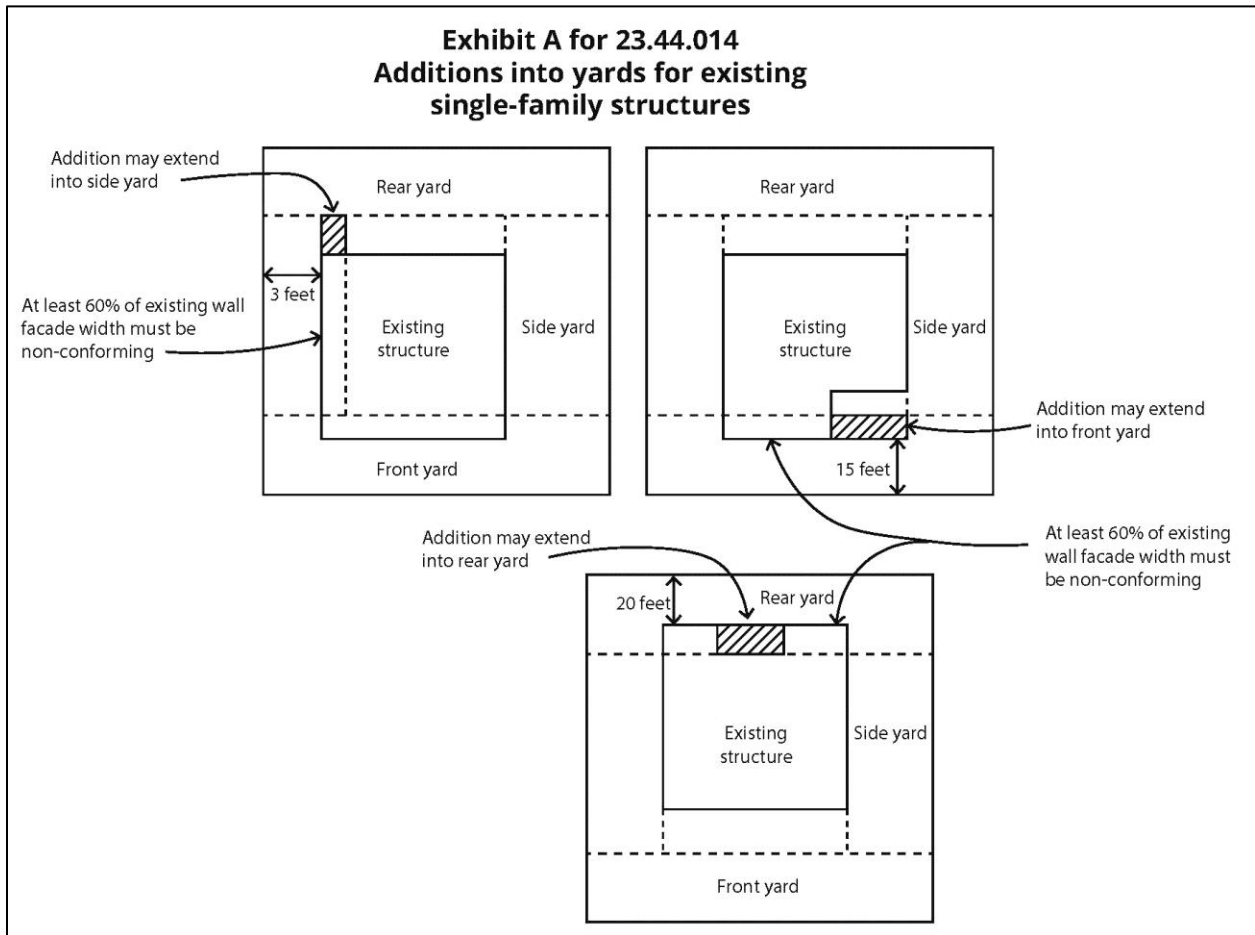 Exhibit A for 23.44.014
Additions into yards for existing
single-family structures
Addition may extend
into side yard
Rear yard
3 feet
At least 60% of existing wall
facade width must be
non-conforming
Existing
structure
Side yard
Front yard
Rear yard
Existing
structure
Side yard
Addition may extend
into front yard
15 feet
At least 60% of existing
wall facade width must
be non-conforming
Addition may extend
into rear yard
20 feet
Rear yard
Existing
structure
Side yard
Front yard